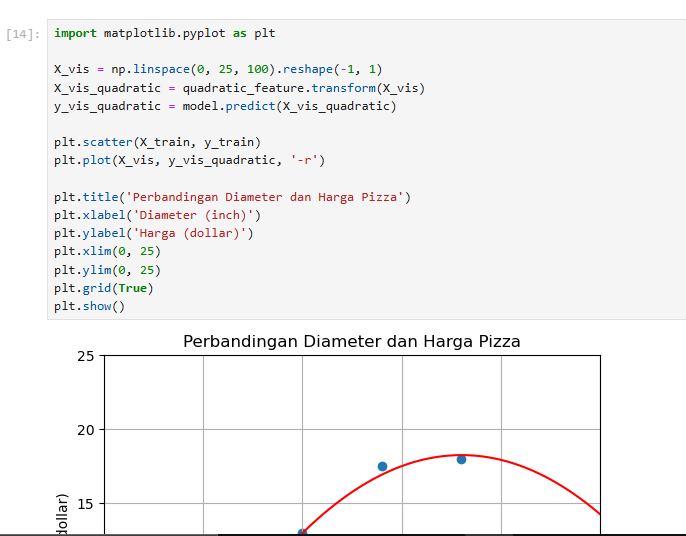 [14]: import matplotlib.pyplot as plt
X_vis = np.linspace(0, 25, 100).reshape(-1, 1)
X_vis_quadratic = quadratic_feature.transform(X_vis)
y_vis_quadratic = model.predict(X_vis_quadratic)
plt.scatter(X_train, y_train)
plt.plot(X_vis, y_vis_quadratic, '-r')
plt.title('Perbandingan Diameter dan Harga Pizza')
plt.xlabel('Diameter (inch)')
plt.ylabel('Harga (dollar)')
plt.xlim(0, 25)
plt.ylim(0, 25)
plt.grid(True)
plt.show()
Perbandingan Diameter dan Harga Pizza
25
20
15
dollar)